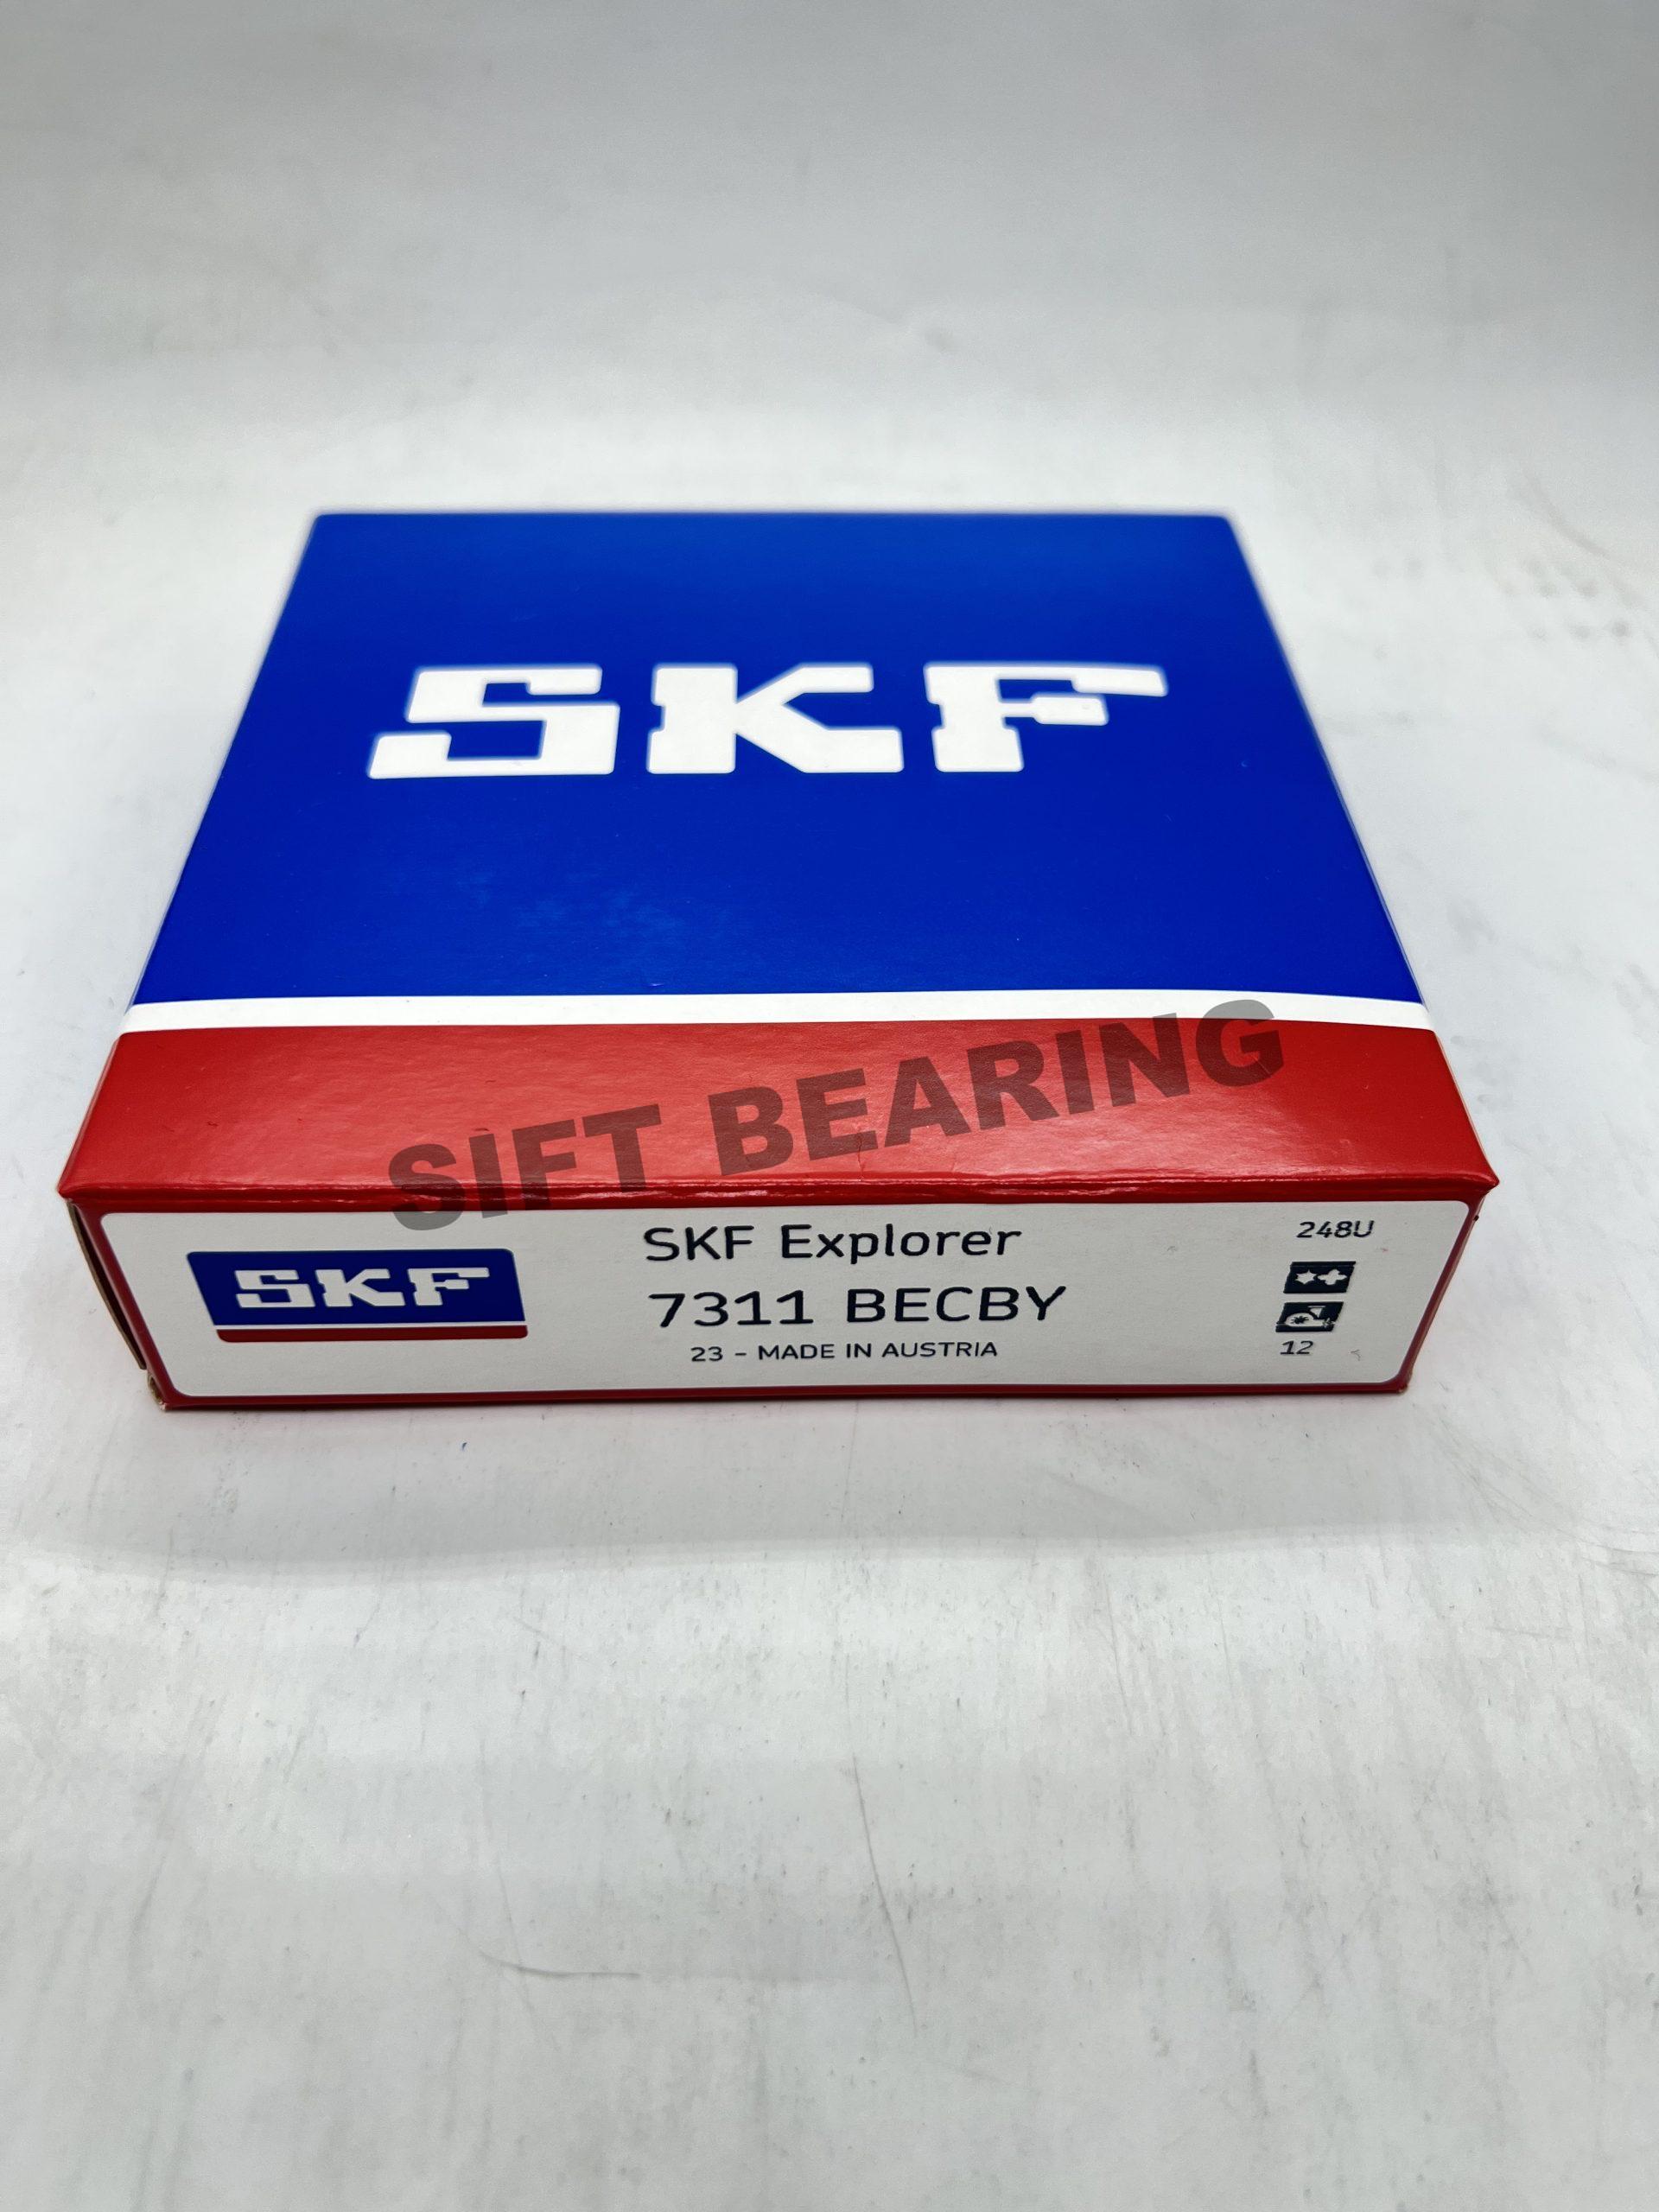 SKF
SIFT BEARING
SKF
SKF Explorer
7311 BECBY
23 - MADE IN AUSTRIA
248U
12